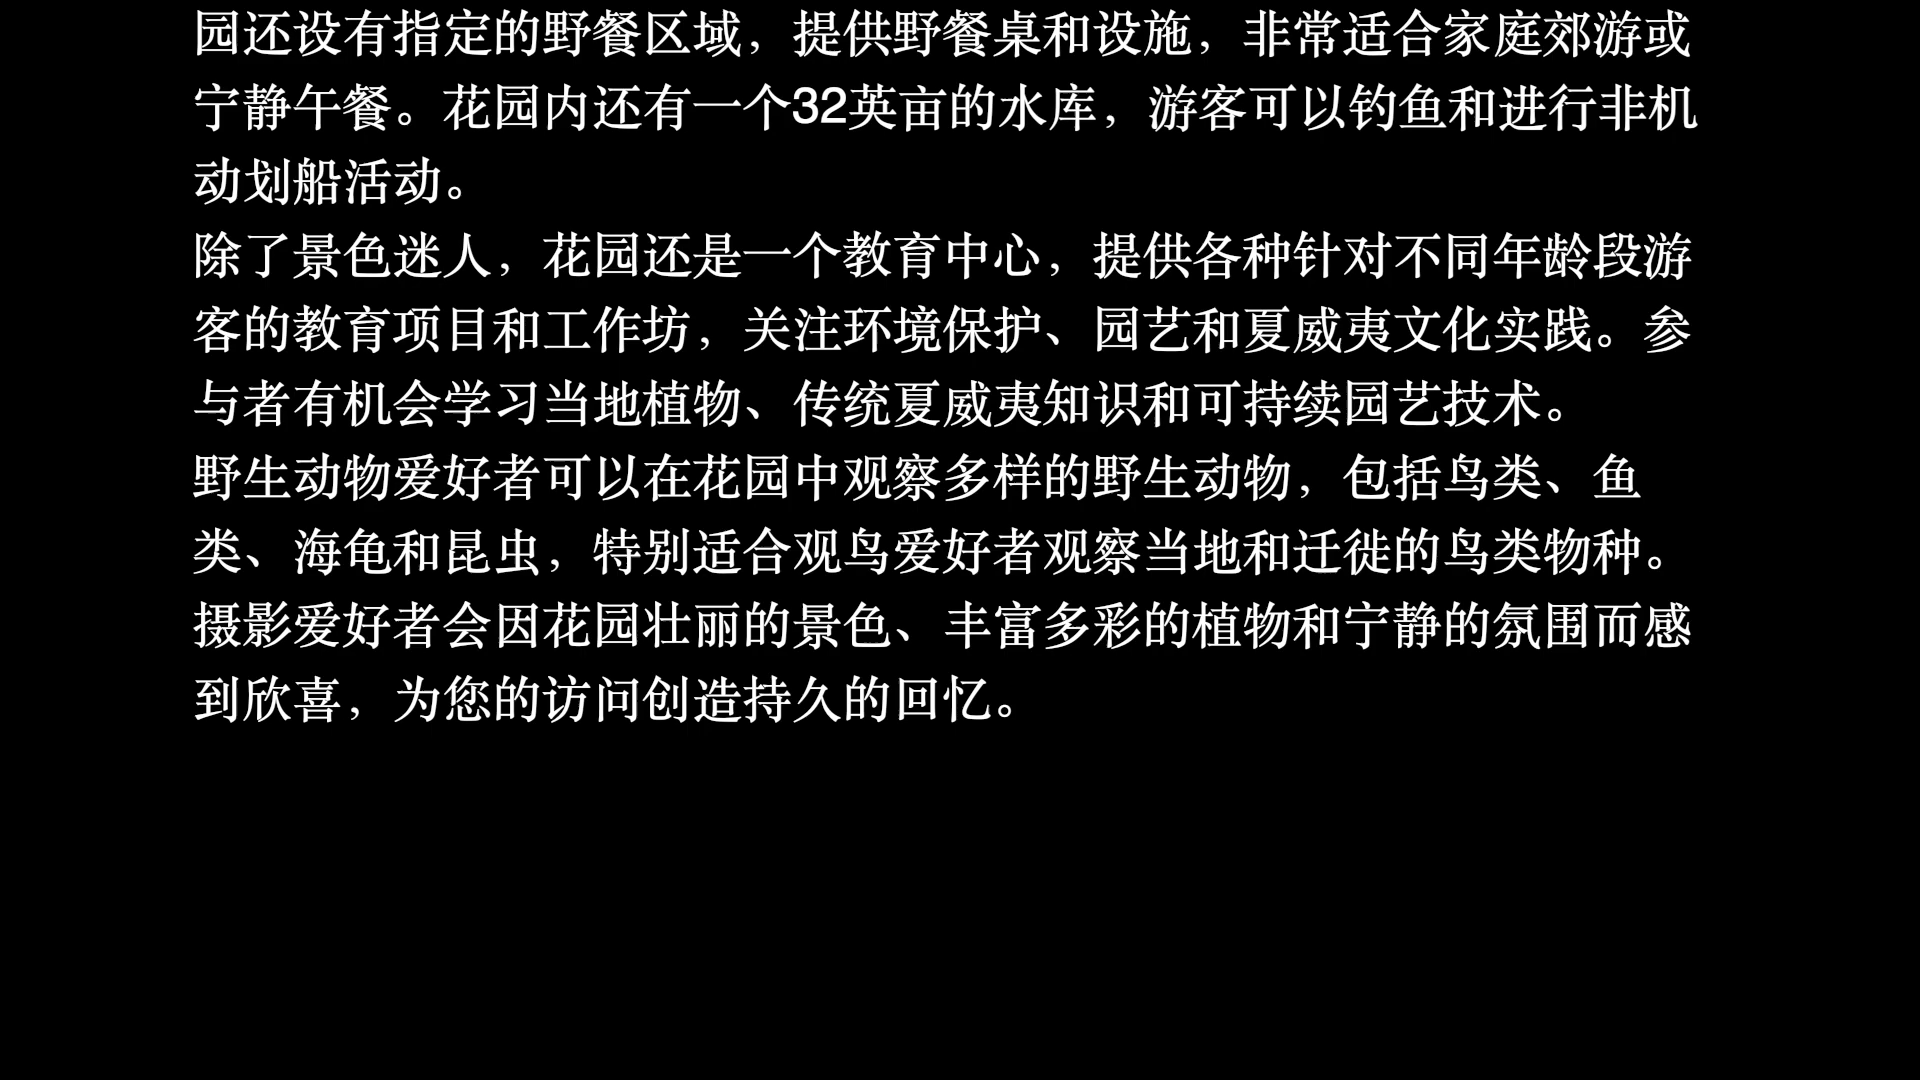 园还设有指定的野餐区域，提供野餐桌和设施，非常适合家庭郊游或
宁静午餐。花园内还有一个32英亩的水库，游客可以钓鱼和进行非机
动划船活动。
除了景色迷人，花园还是一个教育中心，提供各种针对不同年龄段游
客的教育项目和工作坊，关注环境保护、园艺和夏威夷文化实践。参
与者有机会学习当地植物、传统夏威夷知识和可持续园艺技术。
野生动物爱好者可以在花园中观察多样的野生动物，包括鸟类、鱼
类、海龟和昆虫，特别适合观鸟爱好者观察当地和迁徙的鸟类物种。
摄影爱好者会因花园壮丽的景色、丰富多彩的植物和宁静的氛围而感
到欣喜，为您的访问创造持久的回忆。